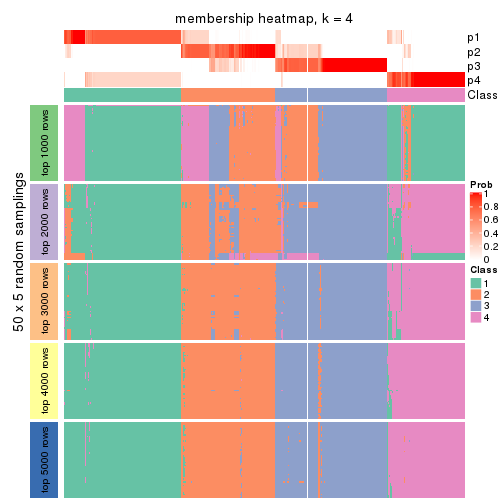 membership heatmap, k = 4
p1
p2
p3
p4
Class
50 x 5 random samplings
top 1000 rows
top 2000 rows
top 3000 rows
top 4000 rows
top 5000 rows
Prob
1
0.8
0.6
0.4
0.2
0
Class
1
2
3
4